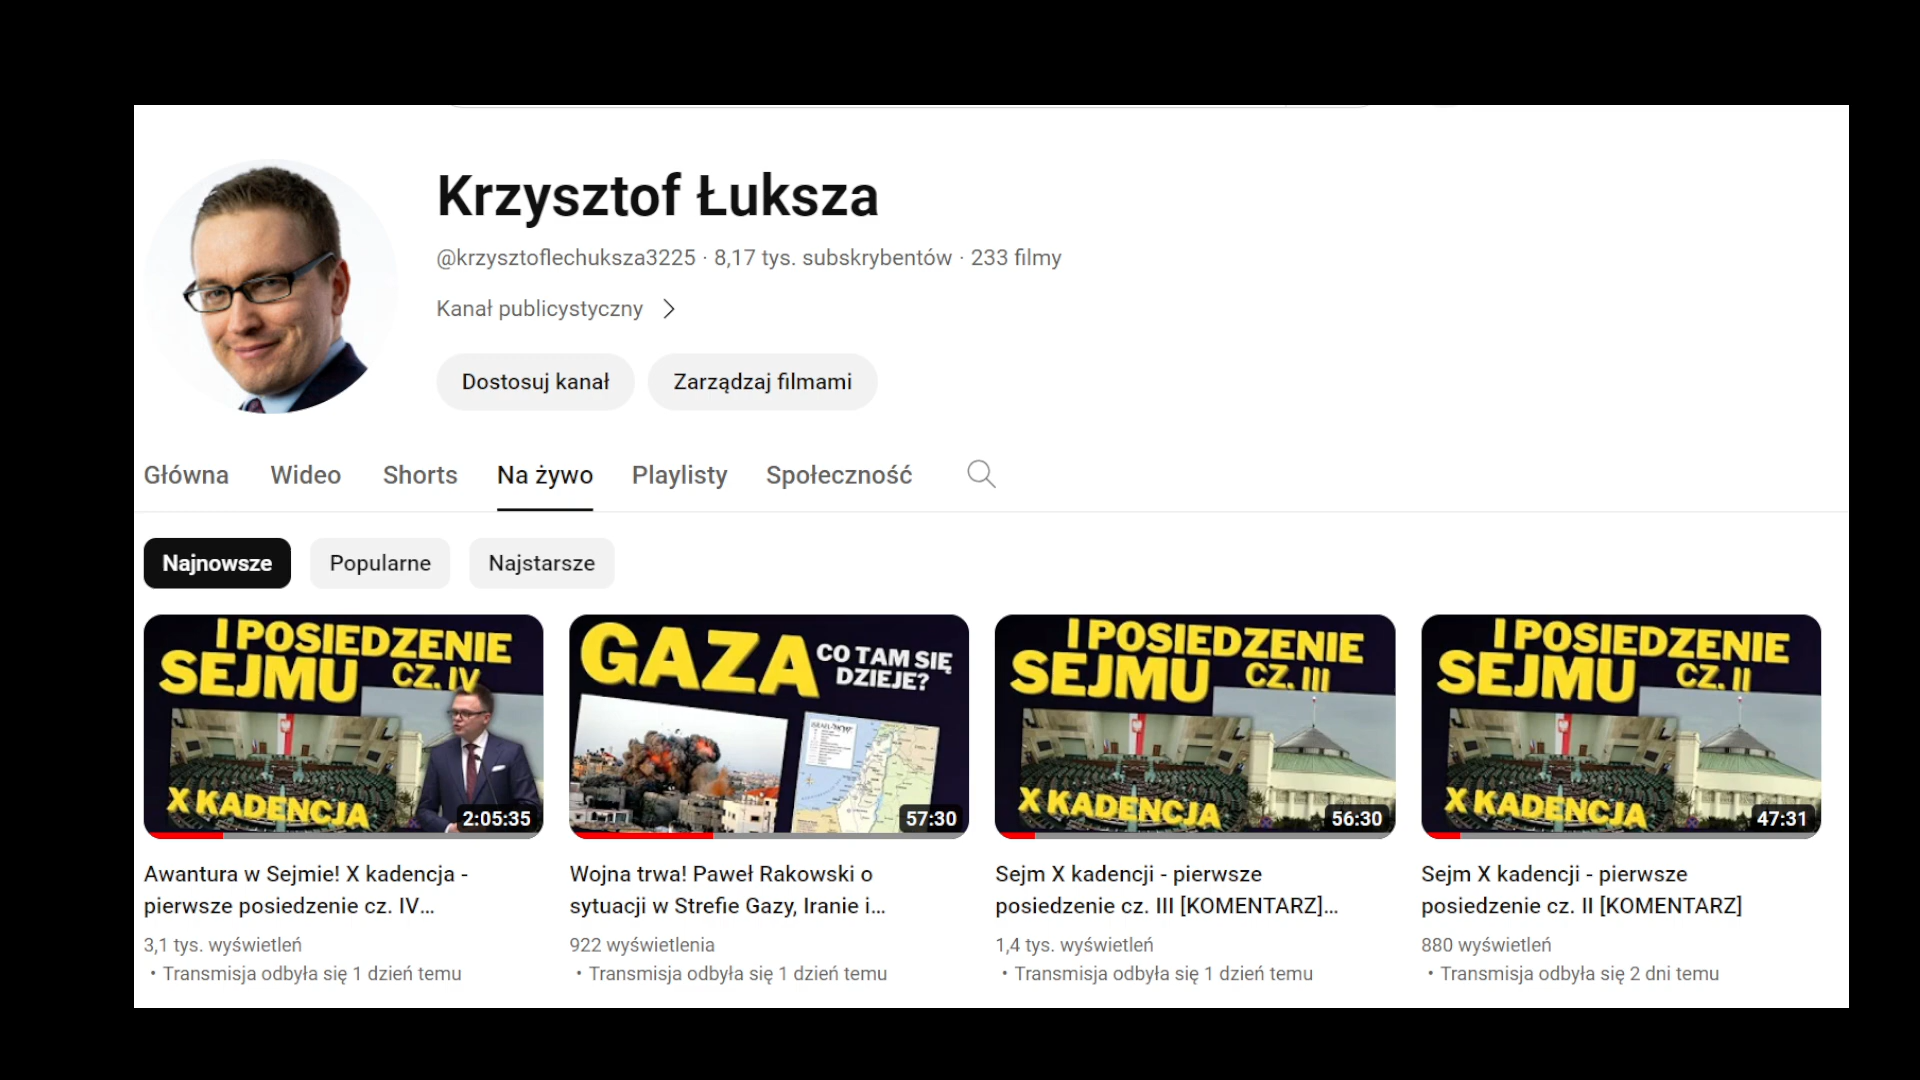 Krzysztof Łuksza
@krzysztoflechuksza3225 · 8,17 tys. subskrybentów · 233 filmy
Kanał publicystyczny
Dostosuj kanał
Zarządzaj filmami
Główna
Wideo
Shorts
Na żywo
Playlisty
Społeczność
Najnowsze
Popularne
Najstarsze
I POSIEDZENIE
SEJMU CZ. IV
X KADENCJA
2:05:35
Awantura w Sejmie! X kadencja -
pierwsze posiedzenie cz. IV...
3,1 tys. wyświetleń
• Transmisja odbyła się 1 dzień temu
GAZA
CO TAM SIĘ
DZIEJE?
57:30
Wojna trwa! Paweł Rakowski o
sytuacji w Strefie Gazy, Iranie i...
922 wyświetlenia
• Transmisja odbyła się 1 dzień temu
I POSIEDZENIE
SEJMU CZ. III
X KADENCJA
56:30
Sejm X kadencji - pierwsze
posiedzenie cz. III [KOMENTARZ]...
1,4 tys. wyświetleń
• Transmisja odbyła się 1 dzień temu
I POSIEDZENIE
SEJMU CZ. II
X KADENCJA
47:31
Sejm X kadencji - pierwsze
posiedzenie cz. II [KOMENTARZ]
880 wyświetleń
• Transmisja odbyła się 2 dni temu